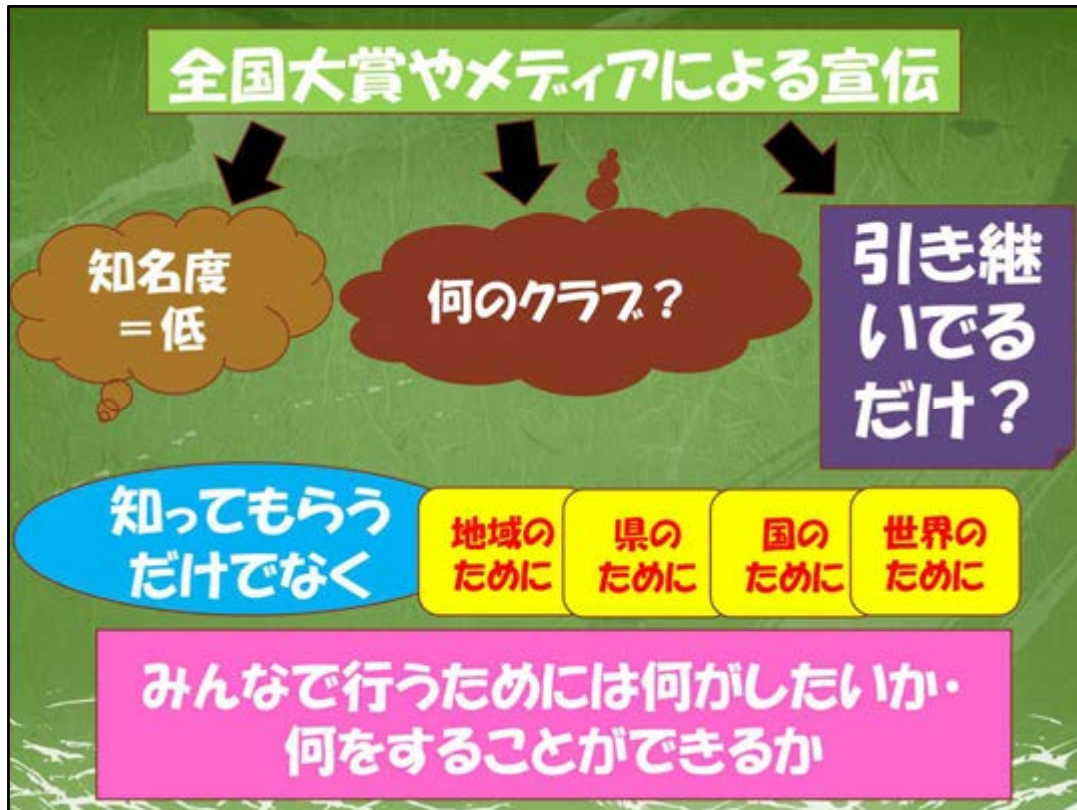 全国大賞やメディアによる宣伝
知名度
＝低
何のクラブ？
引き継
いでる
だけ？
知ってもらう
だけでなく
地域の
ために
県の
ために
国の
ために
世界の
ために
みんなで行うためには何がしたいか・
何をすることができるか